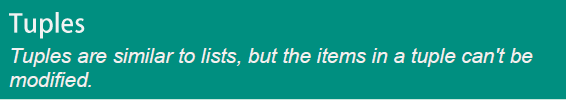 Tuples
Tuples are similar to lists, but the items in a tuple can't be
modified.